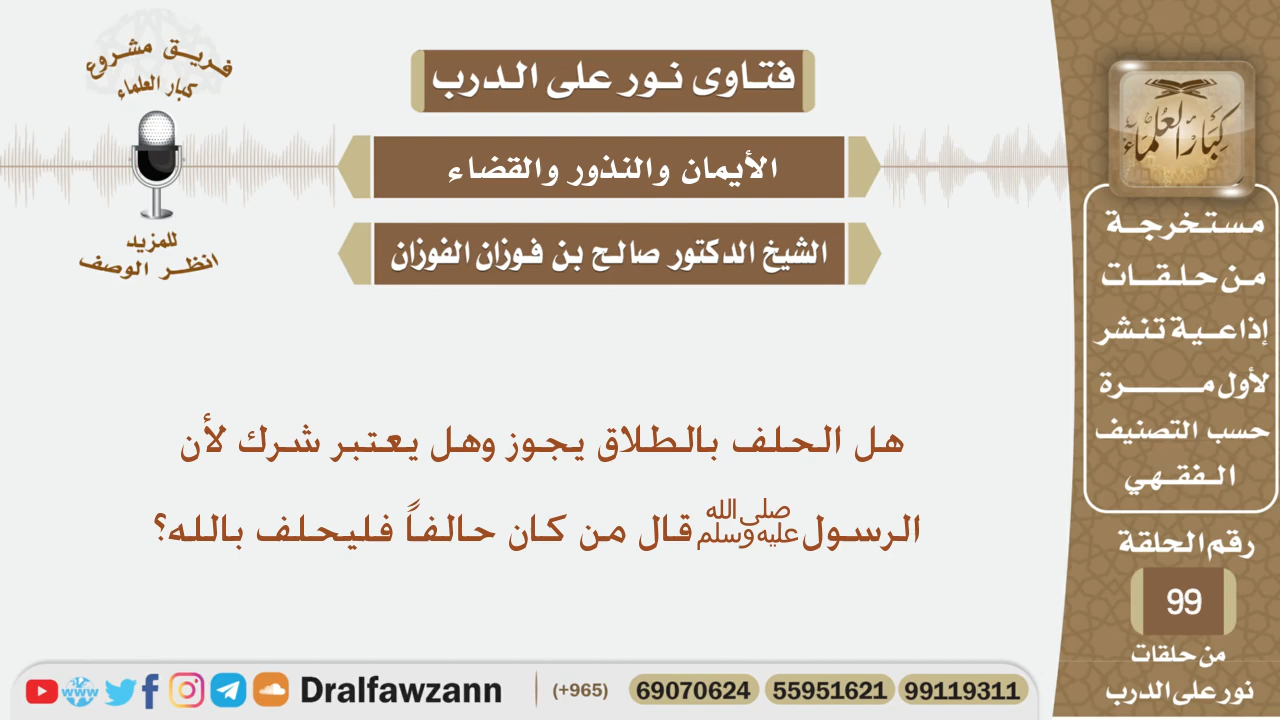 فريق مشروع
كبار العلماء
للمزيد
انظر الوصف
فتاوى نور على الدرب
الأيمان والنذور والقضاء
الشيخ الدكتور صالح بن فوزان الفوزان
هل الحلف بالطلاق يجوز وهل يعتبر شرك لأن
الرسول ﷺ قال من كان حالفاً فليحلف بالله؟
كبار العلماء
مستخرجة
من حلقات
إذاعية تنشر
لأول مرة
حسب التصنيف
الفقهي
رقم الحلقة
99
من حلقات
نور على الدرب
www
Dralfawzann
(+965)
69070624
55951621
99119311